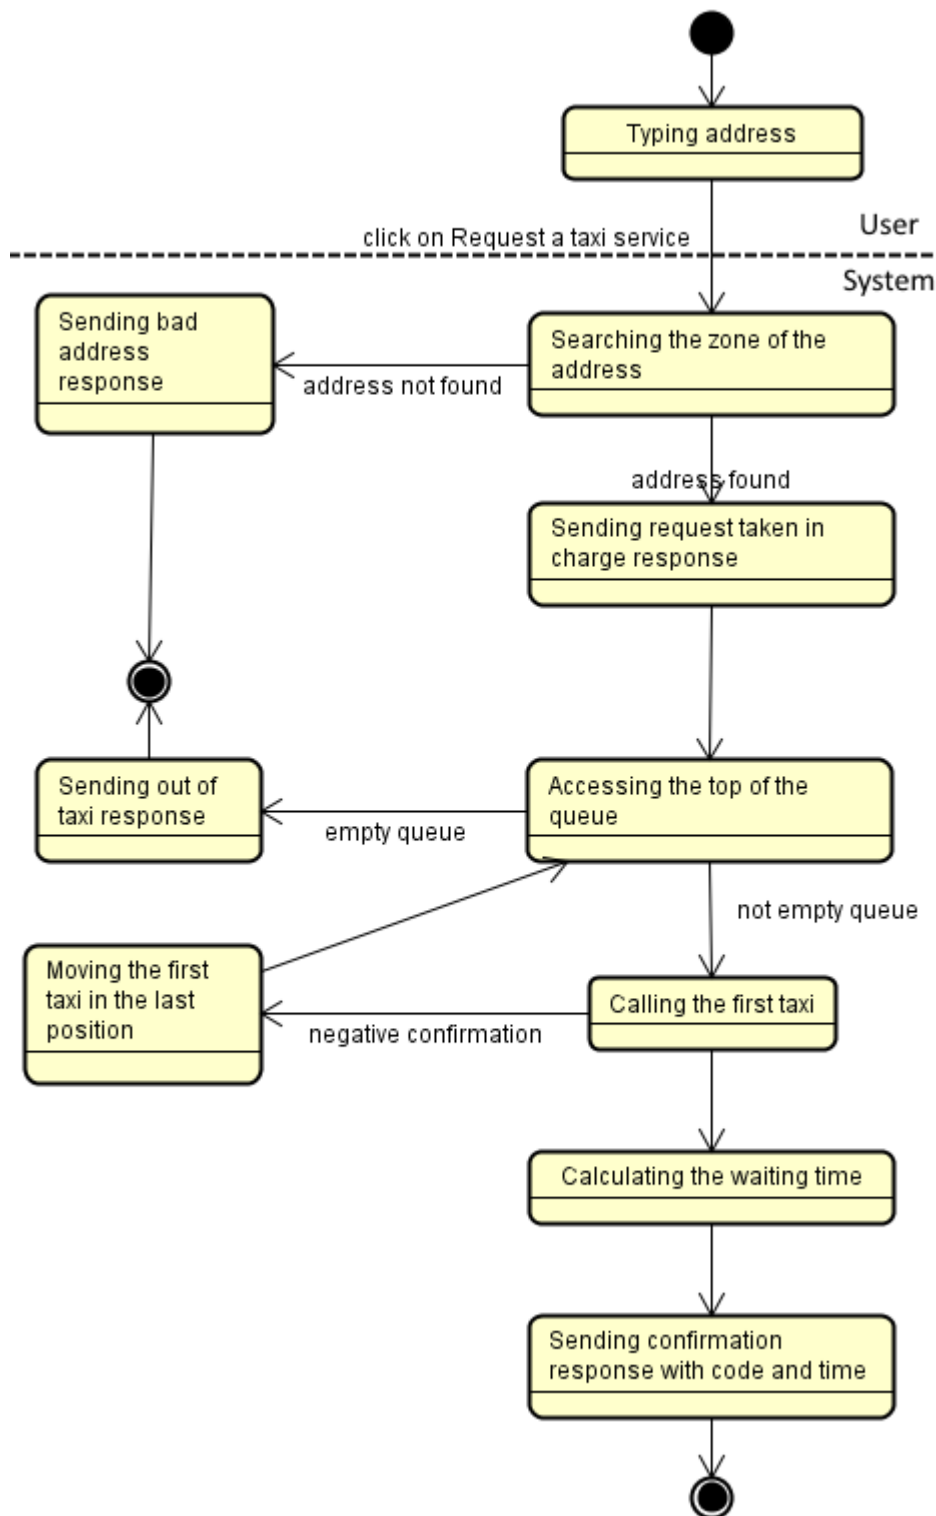 Typing address
User
click on Request a taxi service
System
Sending bad
address
response
Searching the zone of the
address
address not found
address found
Sending request taken in
charge response
Sending out of
taxi response
Accessing the top of the
queue
empty queue
not empty queue
Moving the first
taxi in the last
position
Calling the first taxi
negative confirmation
Calculating the waiting time
Sending confirmation
response with code and time